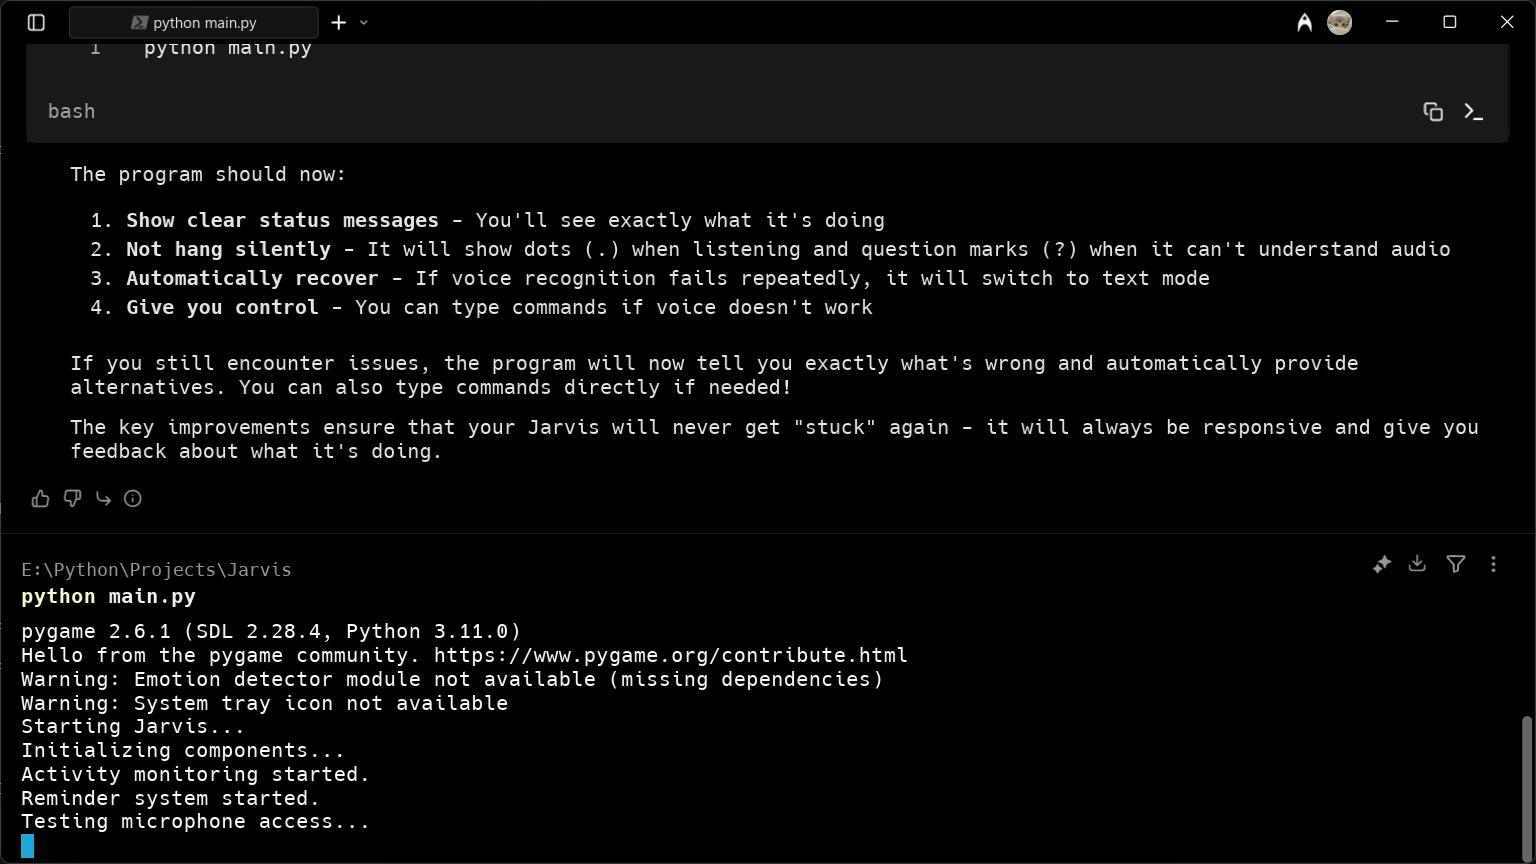 python main.py
1 python main.py
bash
The program should now:
1. Show clear status messages - You'll see exactly what it's doing
2. Not hang silently - It will show dots (.) when listening and question marks (?) when it can't understand audio
3. Automatically recover - If voice recognition fails repeatedly, it will switch to text mode
4. Give you control - You can type commands if voice doesn't work
If you still encounter issues, the program will now tell you exactly what's wrong and automatically provide
alternatives. You can also type commands directly if needed!
The key improvements ensure that your Jarvis will never get "stuck" again - it will always be responsive and give you
feedback about what it's doing.
E:\Python\Projects\Jarvis
python main.py
pygame 2.6.1 (SDL 2.28.4, Python 3.11.0)
Hello from the pygame community. https://www.pygame.org/contribute.html
Warning: Emotion detector module not available (missing dependencies)
Warning: System tray icon not available
Starting Jarvis...
Initializing components...
Activity monitoring started.
Reminder system started.
Testing microphone access...